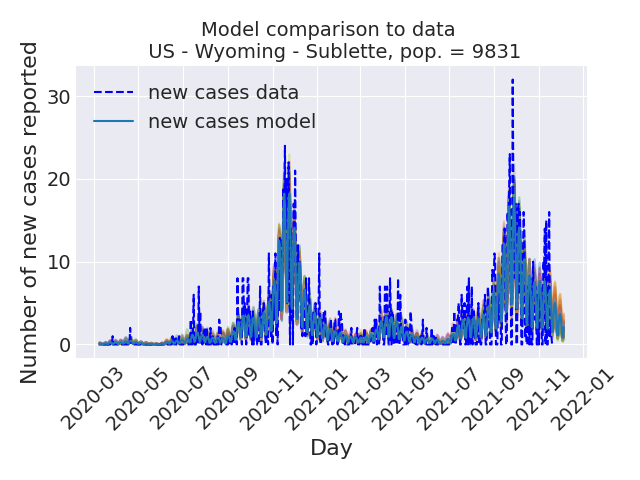 Model comparison to data
US - Wyoming - Sublette, pop. = 9831
Number of new cases reported
30
20
10
0
new cases data
new cases model
2020-03
2020-05
2020-07
2020-09
2020-11
2021-01
2021-03
2021-05
2021-07
2021-09
2021-11
2022-01
Day